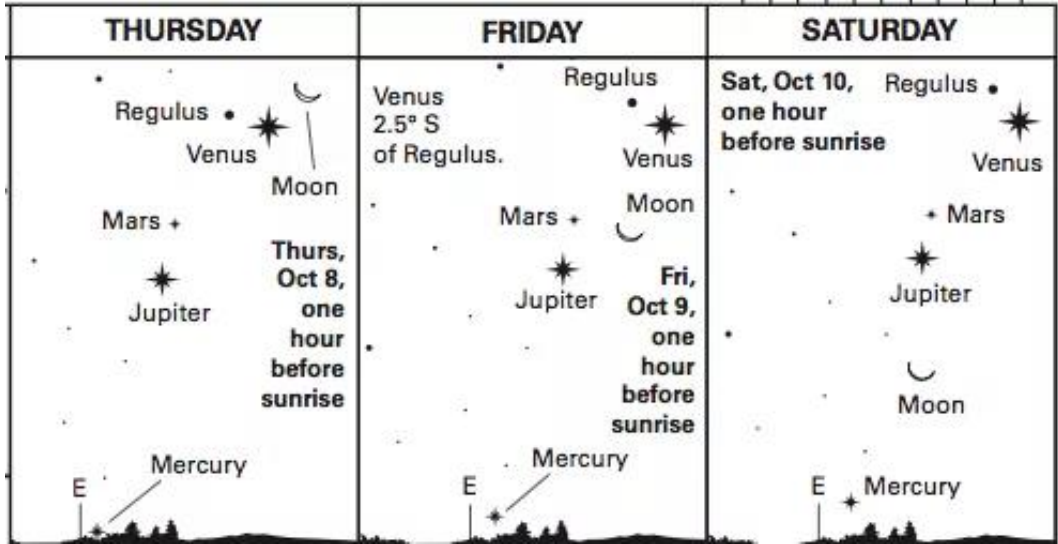 THURSDAY
Regulus
Venus
Moon
Mars
Thurs,
Oct 8,
one
hour
before
sunrise
Jupiter
Mercury
E
FRIDAY
Venus
2.5° S
of Regulus.
Regulus
Venus
Moon
Mars
Jupiter
Fri,
Oct 9,
one
hour
before
sunrise
Mercury
E
SATURDAY
Sat, Oct 10,
one hour
before sunrise
Regulus
Venus
Mars
Jupiter
Moon
E
Mercury